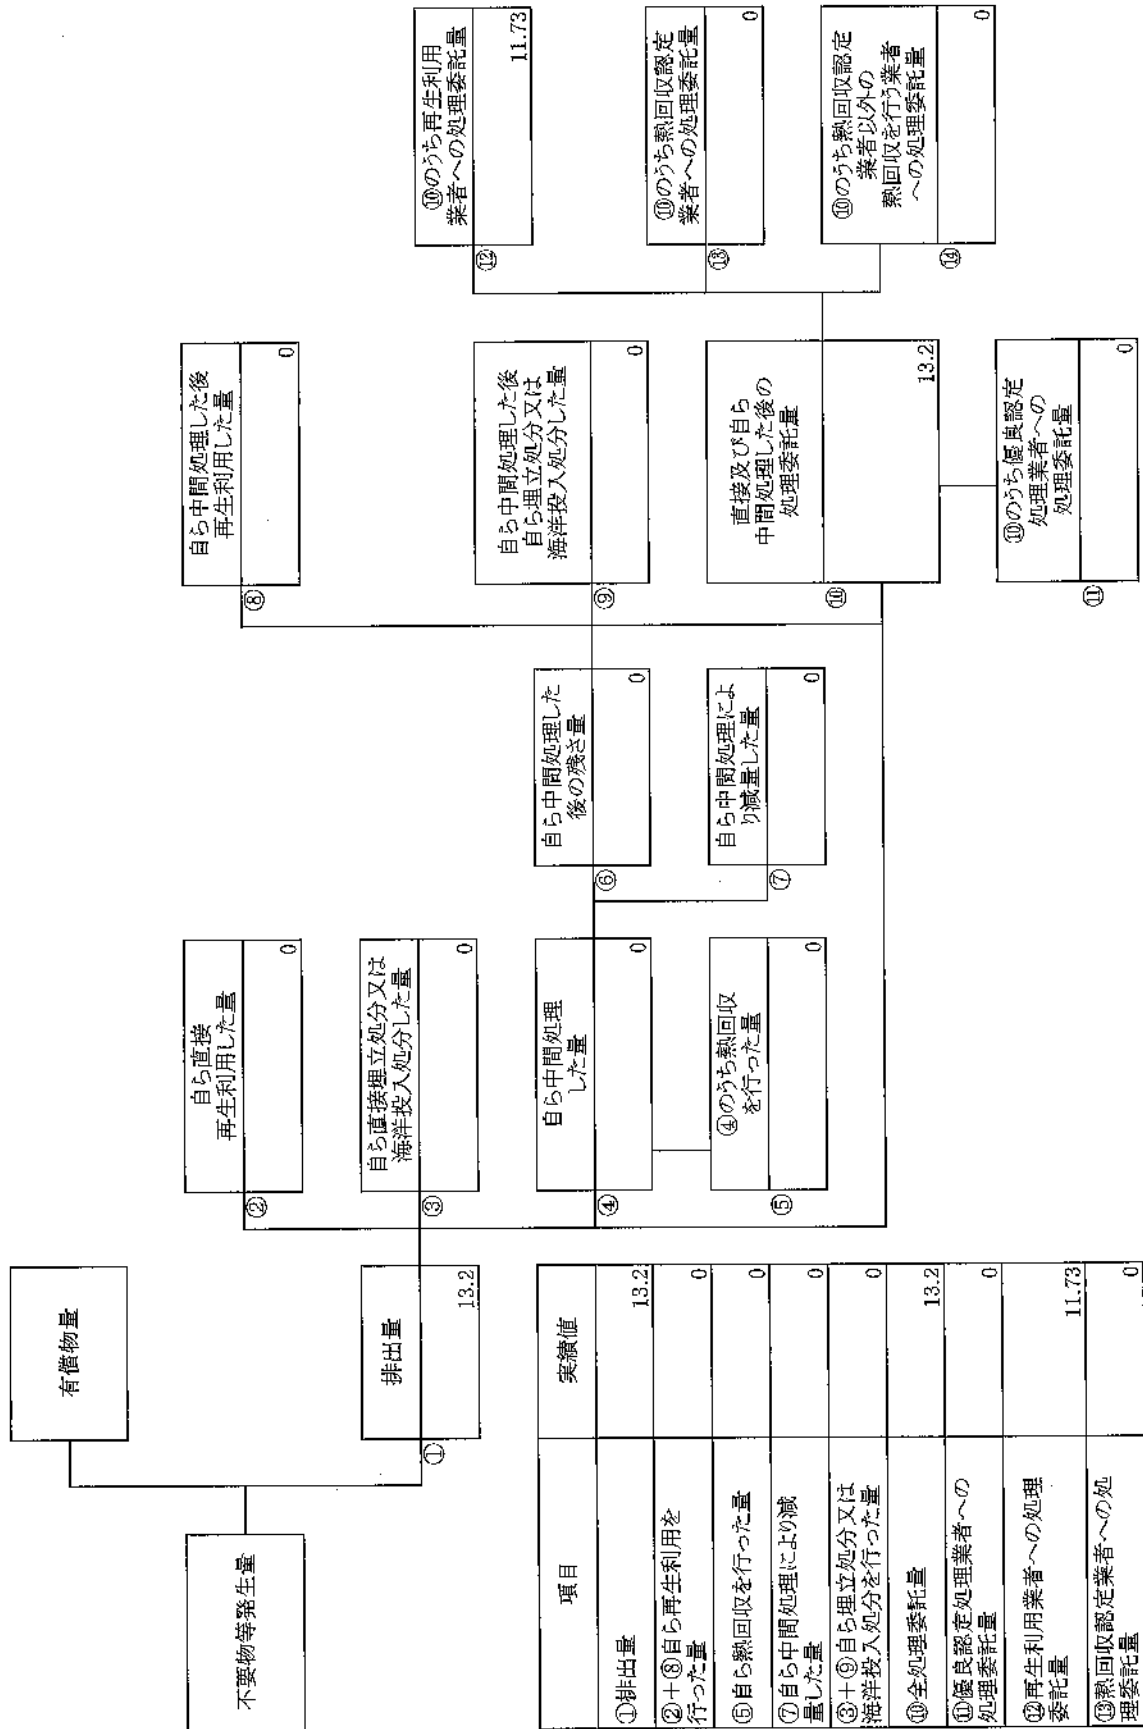 不要物等発生量
有償物量
排出量
①
13.2
自ら直接
再生利用した量
②
0
自ら直接埋立処分又は
海洋投入処分した量
③
0
自ら中間処理
した量
④
0
④のうち熱回収
を行った量
⑤
0
自ら中間処理した
後の残さ量
⑥
0
自ら中間処理によ
り減量した量
⑦
0
自ら中間処理した後
再生利用した量
⑧
0
自ら中間処理した後
自ら埋立処分又は
海洋投入処分した量
⑨
0
直接及び自ら
中間処理した後の
処理委託量
⑩
13.2
⑩のうち優良認定
処理業者への
処理委託量
⑪
0
⑩のうち再生利用
業者への処理委託量
⑫
11.73
⑩のうち熱回収認定
業者への処理委託量
⑬
0
⑩のうち熱回収認定
業者以外の
熱回収を行う業者
への処理委託量
⑭
0
項目 実績値
①排出量 13.2
②+⑧自ら再生利用を
行った量 0
⑤自ら熱回収を行った量 0
⑦自ら中間処理により減
量した量 0
③+⑨自ら埋立処分又は
海洋投入処分を行った量 0
⑩全処理委託量 13.2
⑪優良認定処理業者への
処理委託量 0
⑫再生利用業者への処理
委託量 11.73
⑬熱回収認定業者への処
理委託量 0